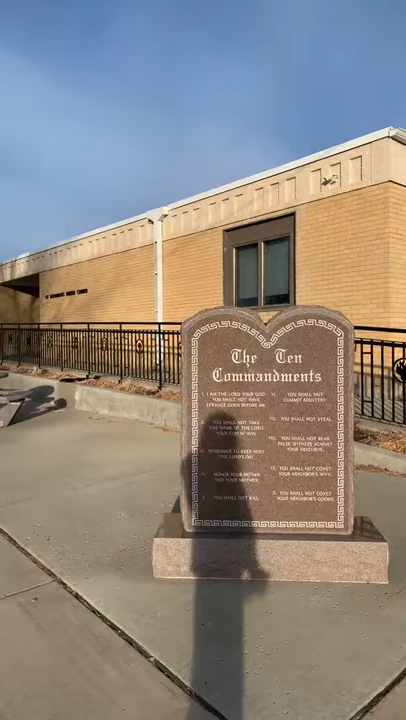 The Ten
Commandments
I. I AM THE LORD YOUR GOD
YOU SHALL NOT HAVE
STRANGE GODS BEFORE ME.
YOU SHALL NOT TAKE
THE NAME OF THE LORD
YOUR GOD IN VAIN.
REMEMBER TO KEEP HOLY
THE LORD'S DAY.
HONOR YOUR FATHER
AND YOUR MOTHER.
YOU SHALL NOT KILL.
VI. YOU SHALL NOT
COMMIT ADULTERY.
VII. YOU SHALL NOT STEAL.
VIII. YOU SHALL NOT BEAR
FALSE WITNESS AGAINST
YOUR NEIGHBOR.
IX. YOU SHALL NOT COVET
YOUR NEIGHBOR'S WIFE.
X. YOU SHALL NOT COVET
YOUR NEIGHBOR'S GOODS.